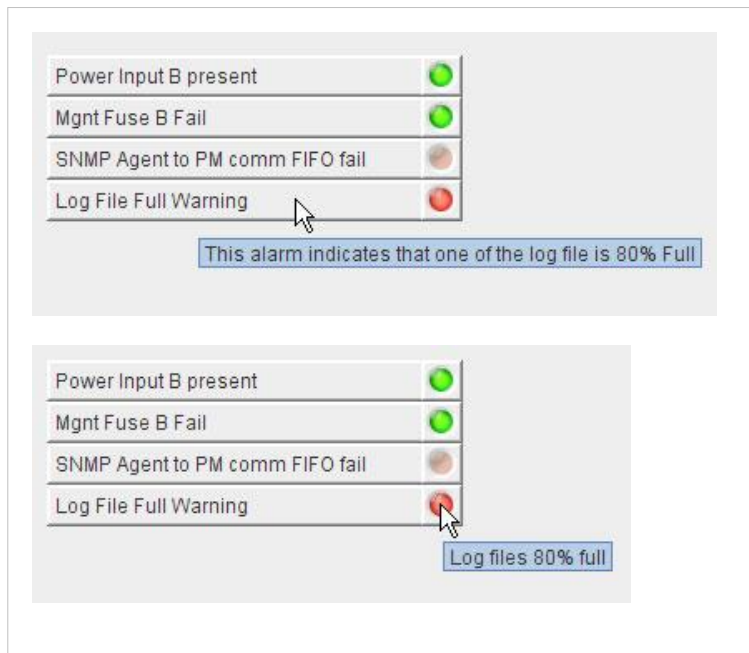 Power Input B present
Mgnt Fuse B Fail
SNMP Agent to PM comm FIFO fail
Log File Full Warning
This alarm indicates that one of the log file is 80% Full
Power Input B present
Mgnt Fuse B Fail
SNMP Agent to PM comm FIFO fail
Log File Full Warning
Log files 80% full